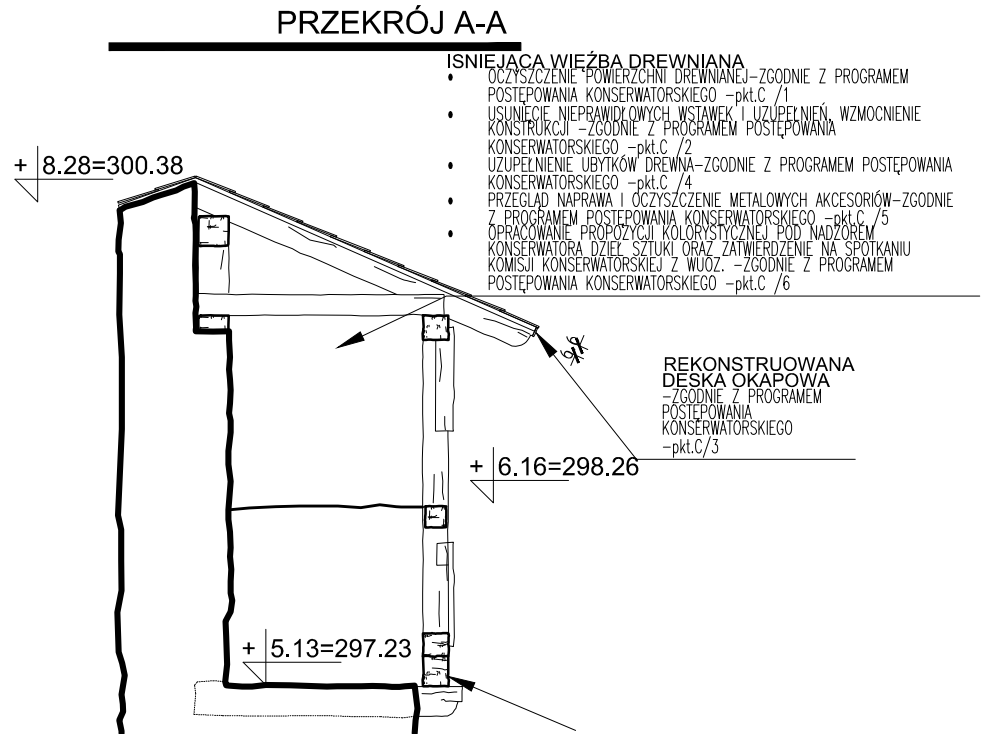 PRZEKRÓJ A-A
ISNIEJĄCA WIĘŹBA DREWNIANA
• OCZYSZCZENIE POWIERZCHNI DREWNIANEJ-ZGODNIE Z PROGRAMEM
POSTĘPOWANIA KONSERWATORSKIEGO -pkt.C /1
• USUNIĘCIE NIEPRAWIDŁOWYCH WSTAWEK I UZUPEŁNIEŃ, WZMOCNIENIE
KONSTRUKCJI -ZGODNIE Z PROGRAMEM POSTĘPOWANIA
KONSERWATORSKIEGO -pkt.C /2
• UZUPEŁNIENIE UBYTKÓW DREWNA-ZGODNIE Z PROGRAMEM POSTĘPOWANIA
KONSERWATORSKIEGO -pkt.C /4
• PRZEGLĄD NAPRAWA I OCZYSZCZENIE METALOWYCH AKCESORIÓW-ZGODNIE
Z PROGRAMEM POSTĘPOWANIA KONSERWATORSKIEGO -pkt.C /5
• OPRACOWANIE PROPOZYCJI KOLORYSTYCZNEJ POD NADZOREM
KONSERWATORA DZIEŁ SZTUKI ORAZ ZATWIERDZENIE NA SPOTKANIU
KOMISJI KONSERWATORSKIEJ Z WUOZ. -ZGODNIE Z PROGRAMEM
POSTĘPOWANIA KONSERWATORSKIEGO -pkt.C /6
+ 8.28=300.38
REKONSTRUOWANA
DESKA OKAPOWA
-ZGODNIE Z PROGRAMEM
POSTĘPOWANIA
KONSERWATORSKIEGO
-pkt.C/3
+ 6.16=298.26
+ 5.13=297.23